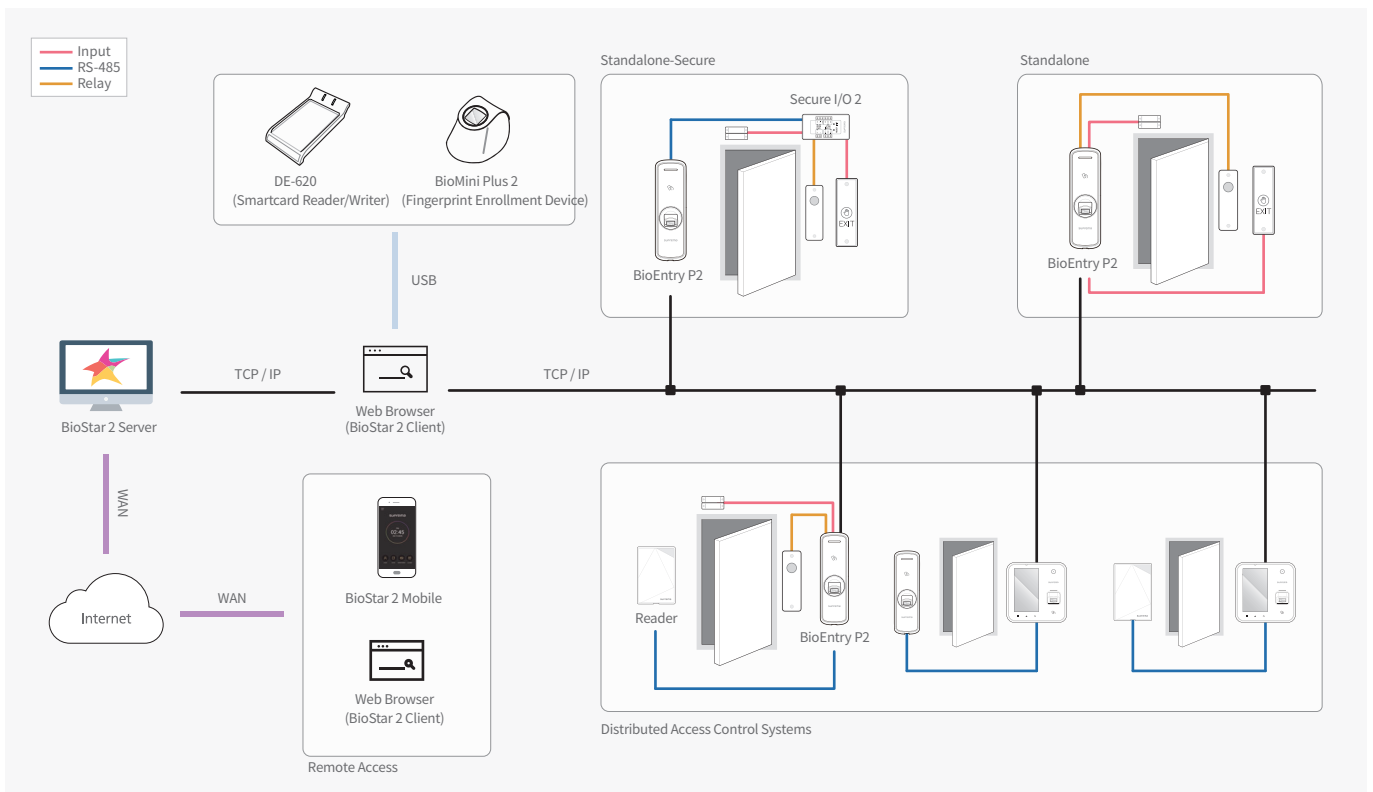 Input
RS-485
Relay
DE-620
(Smartcard Reader/Writer)
BioMini Plus 2
(Fingerprint Enrollment Device)
USB
Standalone-Secure
Secure I/O 2
EXIT
BioEntry P2
Standalone
EXIT
BioEntry P2
BioStar 2 Server
TCP / IP
Web Browser
(BioStar 2 Client)
TCP / IP
WAN
Internet
WAN
02:45
BioStar 2 Mobile
Web Browser
(BioStar 2 Client)
Remote Access
Reader
BioEntry P2
Distributed Access Control Systems